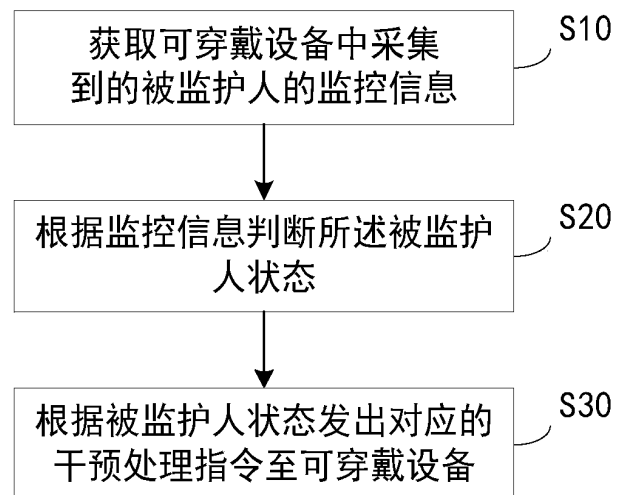 获取可穿戴设备中采集
到的被监护人的监控信息
S10
根据监控信息判断所述被监护
人状态
S20
根据被监护人状态发出对应的
干预处理指令至可穿戴设备
S30